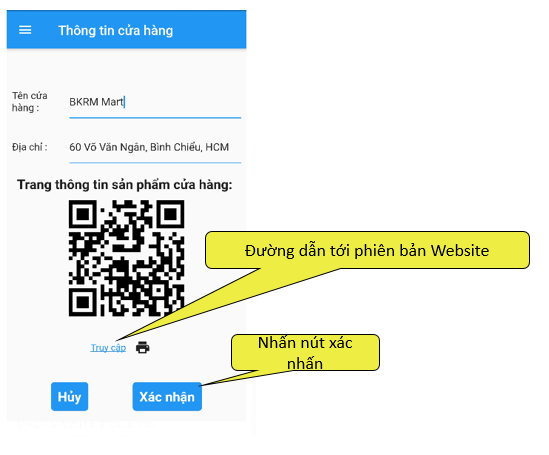 Thông tin cửa hàng
Tên cửa
hàng :
BKRM Mart
Địa chỉ :
60 Võ Văn Ngân, Bình Chiểu, HCM
Trang thông tin sản phẩm cửa hàng:
Đường dẫn tới phiên bản Website
Truy cập
Nhấn nút xác
nhấn
Hủy
Xác nhận